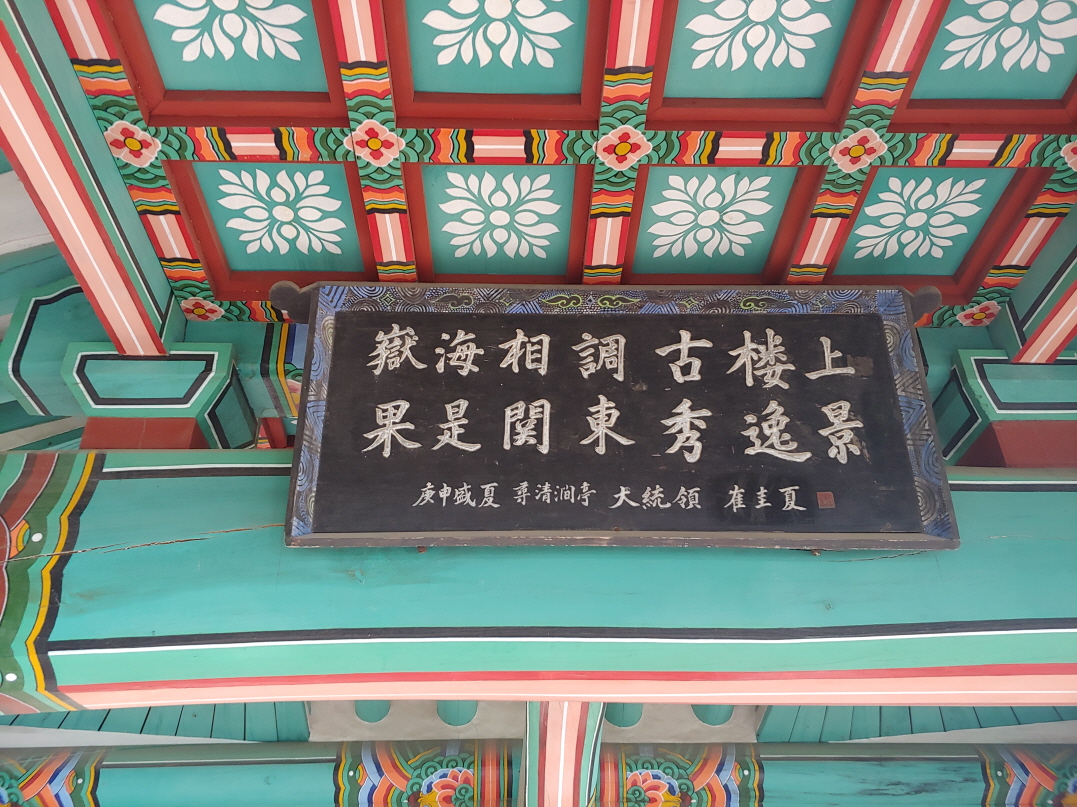 嶽海相調古楼上
果是関東秀逸景
庚申盛夏 尋清澗亭 大統領 崔圭夏